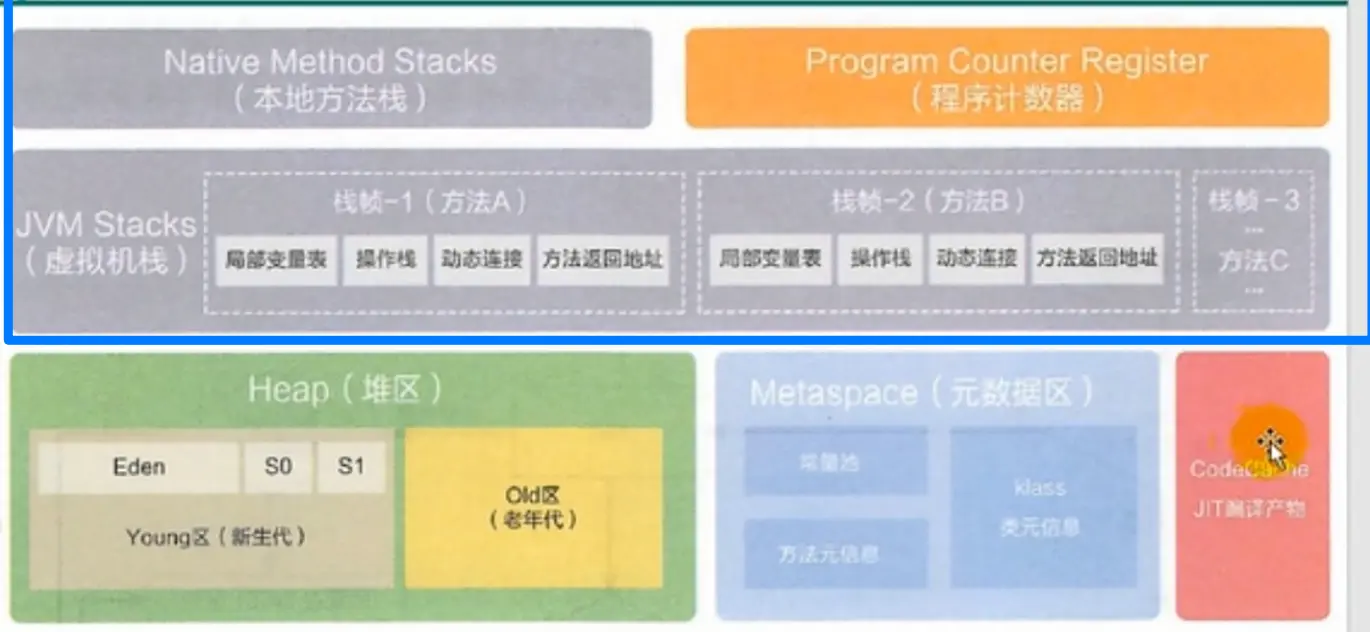 Native Method Stacks
（本地方法栈）
Program Counter Register
（程序计数器）
JVM Stacks
（虚拟机栈）
栈帧-1（方法A）
局部变量表
操作栈
动态连接
方法返回地址
栈帧-2（方法B）
局部变量表
操作栈
动态连接
方法返回地址
栈帧-3
...
方法C
...
Heap（堆区）
Eden
S0
S1
Young区（新生代）
Old区
（老年代）
Metaspace（元数据区）
常量池
方法元信息
klass
类元信息
JIT编译产物